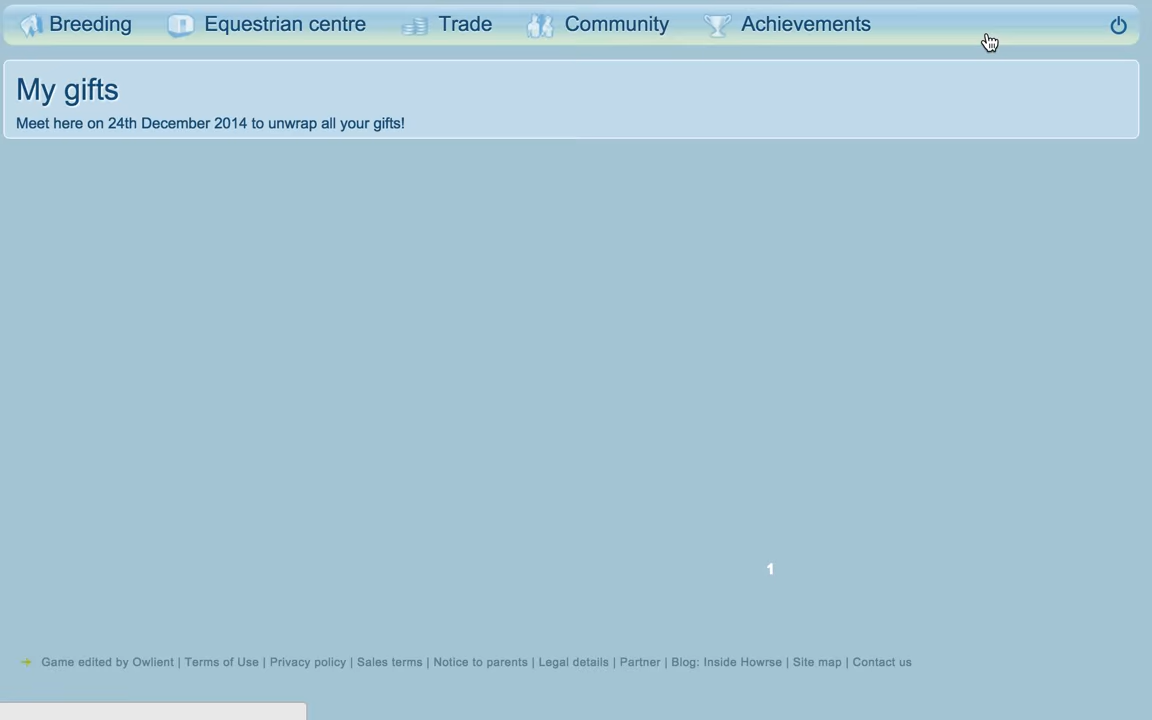 Breeding Equestrian centre Trade Community Achievements
My gifts
Meet here on 24th December 2014 to unwrap all your gifts!
1
Game edited by Owlient | Terms of Use | Privacy policy | Sales terms | Notice to parents | Legal details | Partner | Blog: Inside Howrse | Site map | Contact us